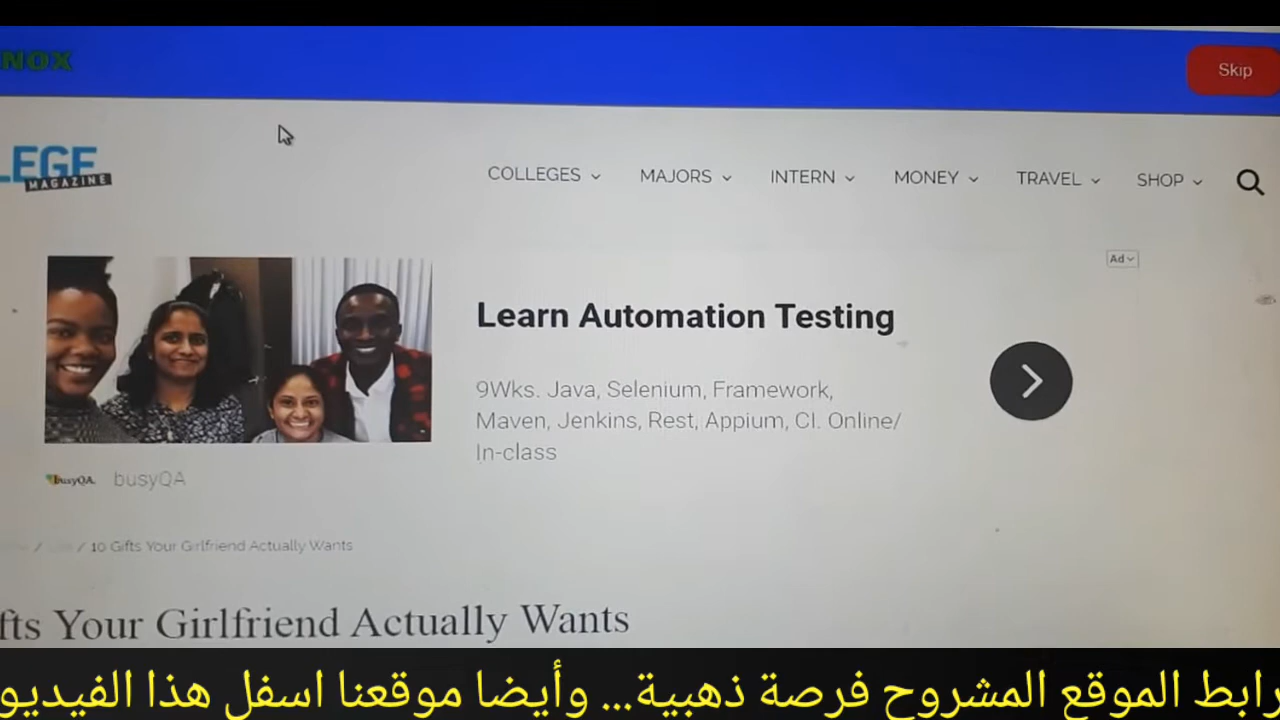 NOX
Skip
LEGE
MAGAZINE
COLLEGES MAJORS INTERN MONEY TRAVEL SHOP
Ad
Learn Automation Testing
9Wks. Java, Selenium, Framework,
Maven, Jenkins, Rest, Appium, CI. Online/
In-class
busyQA. busyQA
/ / 10 Gifts Your Girlfriend Actually Wants
fts Your Girlfriend Actually Wants
رابط الموقع المشروح فرصة ذهبية... وأيضا موقعنا اسفل هذا الفيديو